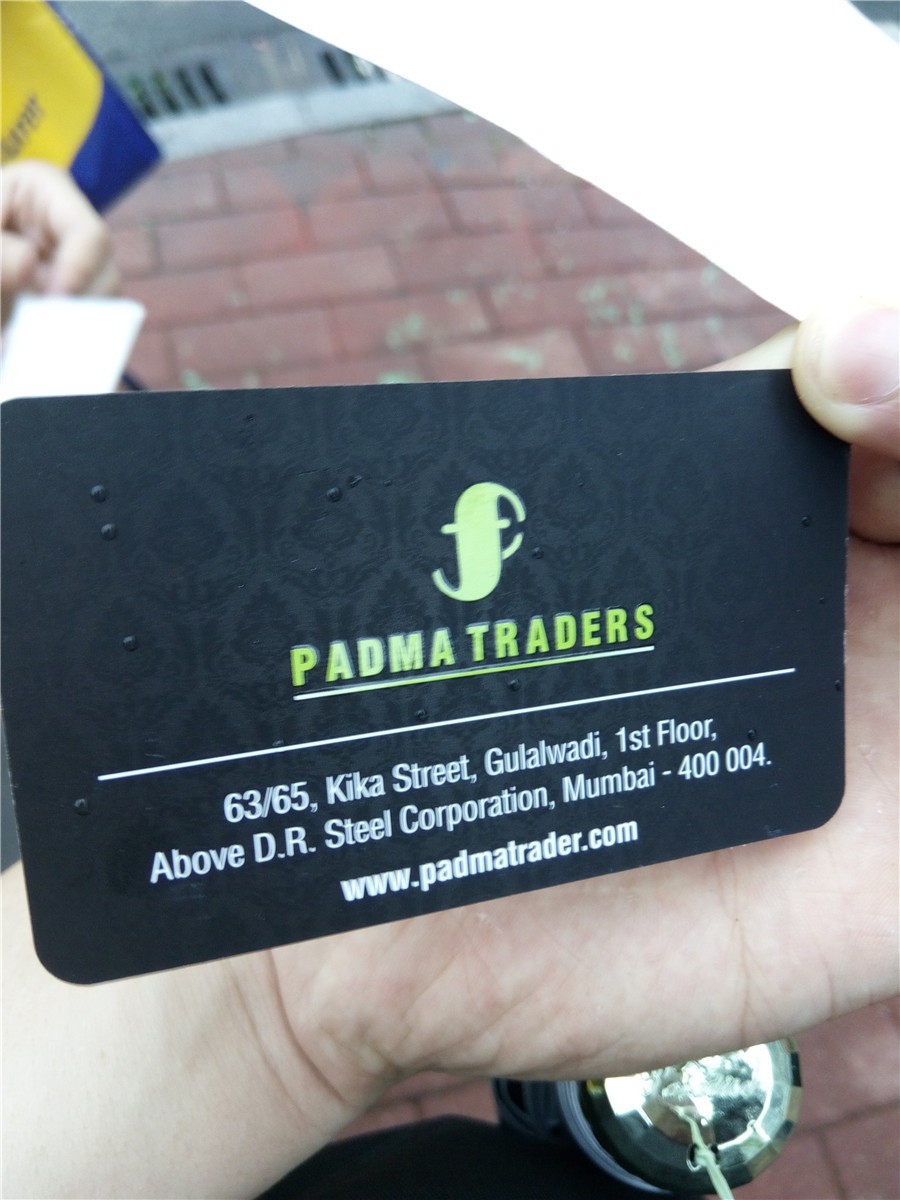 PADMA TRADERS
63/65, Kika Street, Gulalwadi, 1st Floor,
Above D.R. Steel Corporation, Mumbai - 400 004.
www.padmatrader.com